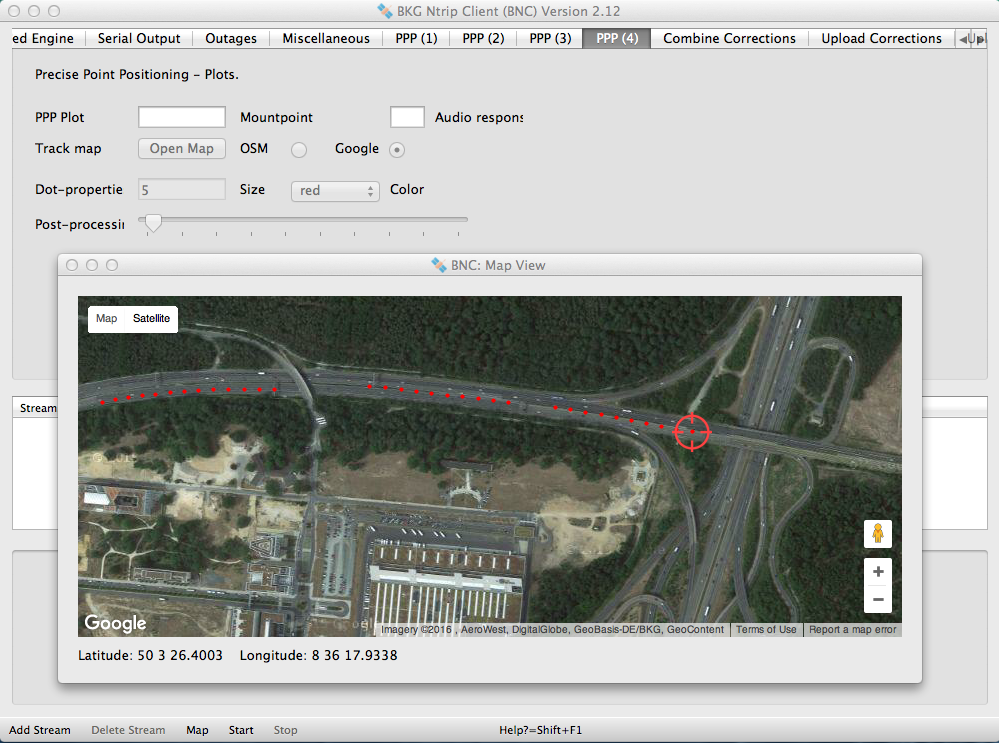 BKG Ntrip Client (BNC) Version 2.12
ed Engine Serial Output Outages Miscellaneous PPP (1) PPP (2) PPP (3) PPP (4) Combine Corrections Upload Corrections
Precise Point Positioning - Plots.
PPP Plot Mountpoint Audio respons
Track map Open Map OSM Google
Dot-propertie 5 Size red Color
Post-processin
BNC: Map View
Map Satellite
Stream
Google
Imagery ©2016 , AeroWest, DigitalGlobe, GeoBasis-DE/BKG, GeoContent Terms of Use Report a map error
Latitude: 50 3 26.4003 Longitude: 8 36 17.9338
Add Stream Delete Stream Map Start Stop Help?=Shift+F1